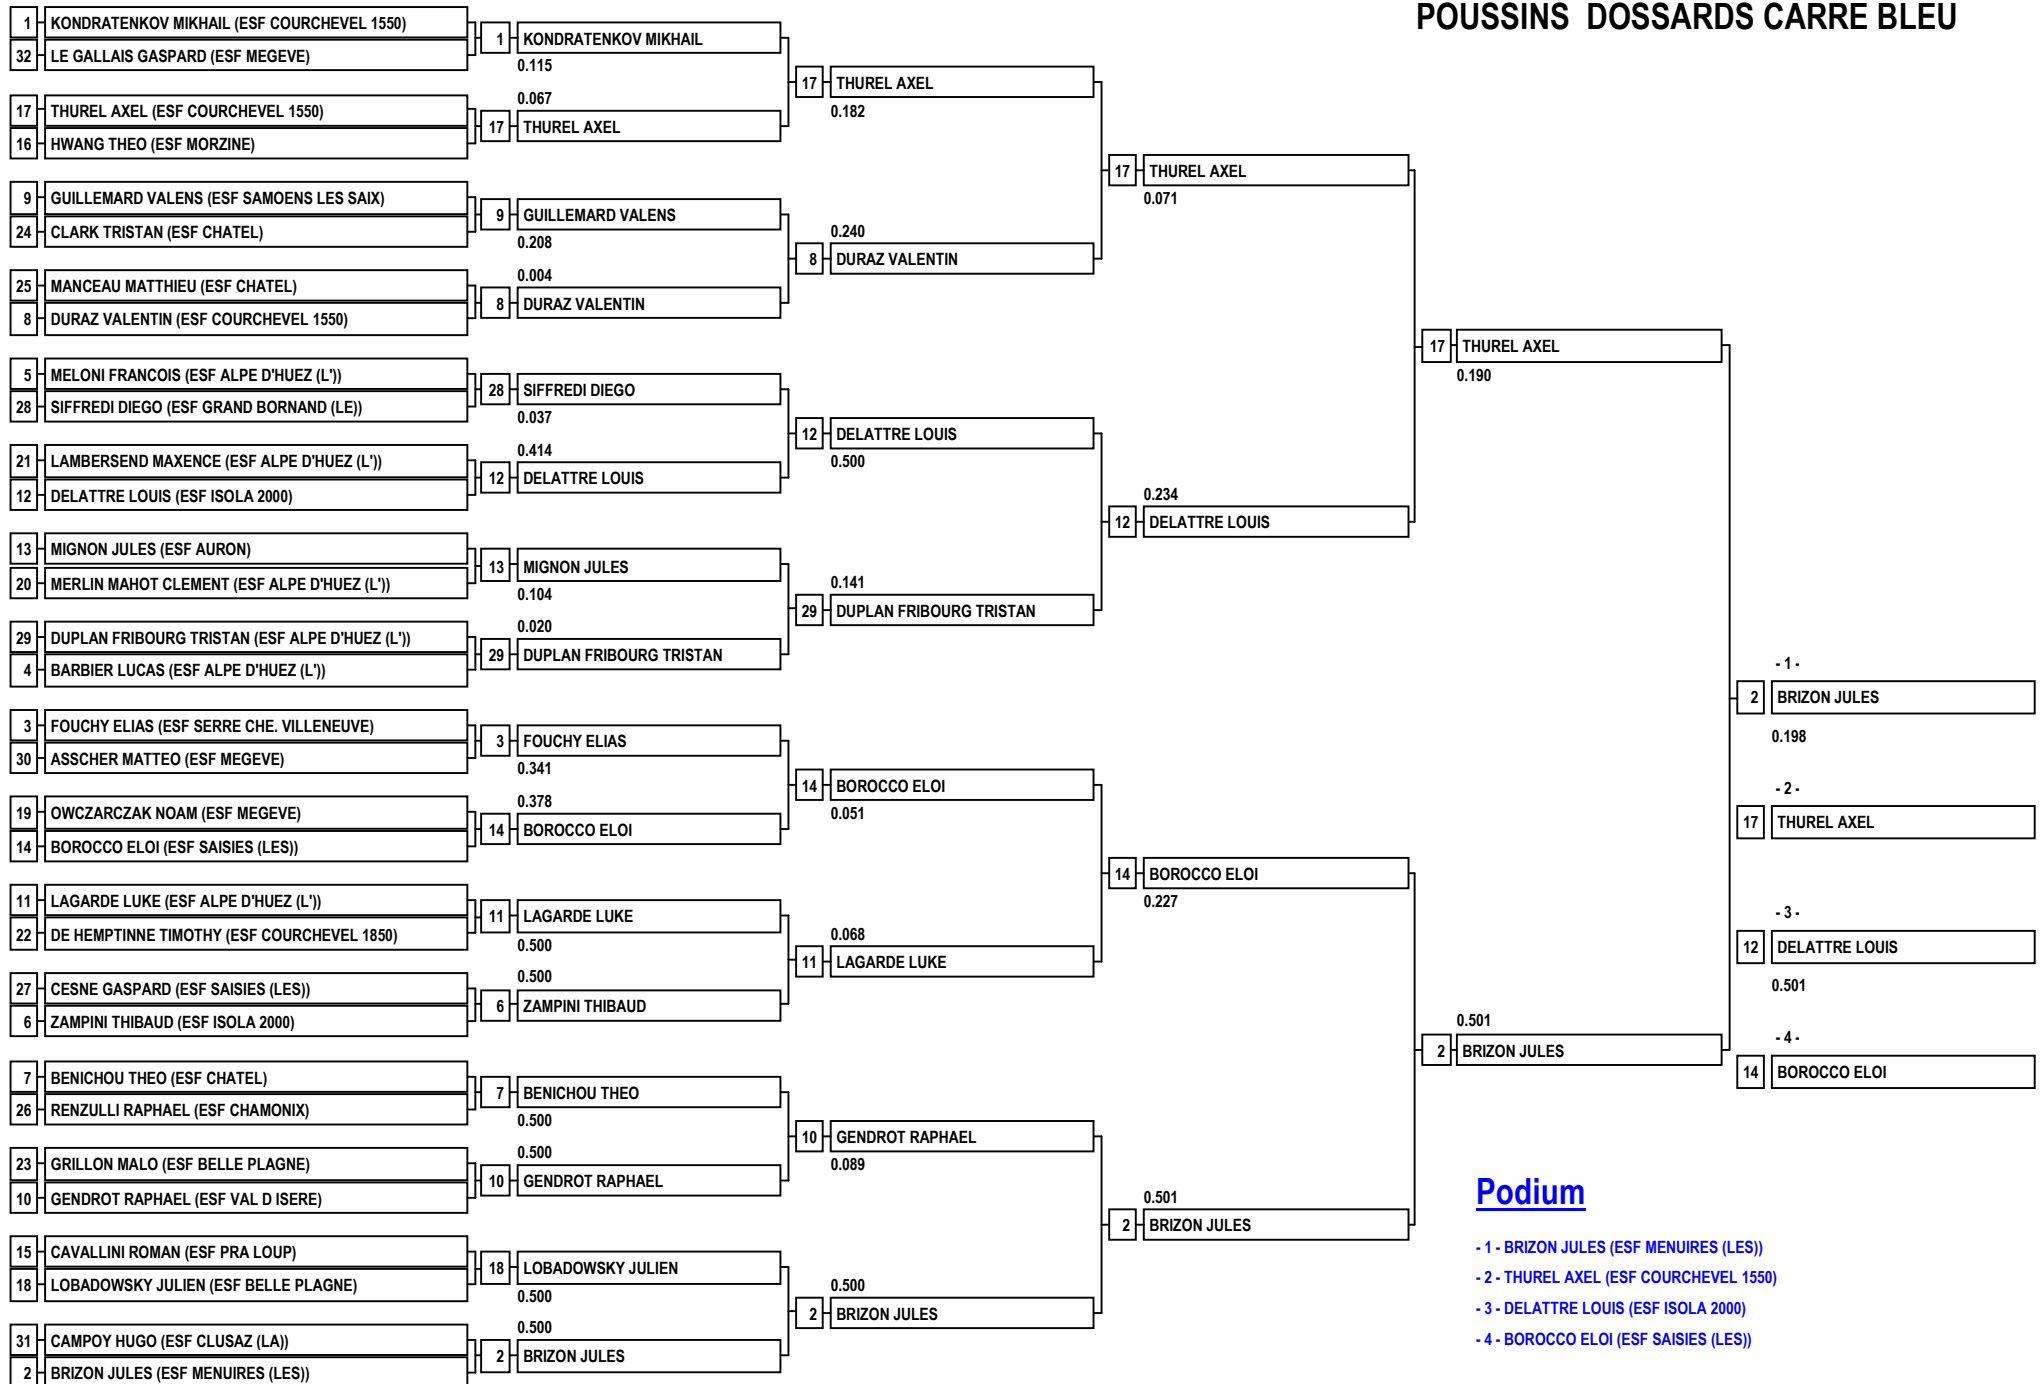 POUSSINS DOSSARDS CARRE BLEU
1 KONDRATENKOV MIKHAIL (ESF COURCHEVEL 1550)
32 LE GALLAIS GASPARD (ESF MEGEVE)
17 THUREL AXEL (ESF COURCHEVEL 1550)
16 HWANG THEO (ESF MORZINE)
9 GUILLEMARD VALENS (ESF SAMOENS LES SAIX)
24 CLARK TRISTAN (ESF CHATEL)
25 MANCEAU MATTHIEU (ESF CHATEL)
8 DURAZ VALENTIN (ESF COURCHEVEL 1550)
5 MELONI FRANCOIS (ESF ALPE D'HUEZ (L'))
28 SIFFREDI DIEGO (ESF GRAND BORNAND (LE))
21 LAMBERSEND MAXENCE (ESF ALPE D'HUEZ (L'))
12 DELATTRE LOUIS (ESF ISOLA 2000)
13 MIGNON JULES (ESF AURON)
20 MERLIN MAHOT CLEMENT (ESF ALPE D'HUEZ (L'))
29 DUPLAN FRIBOURG TRISTAN (ESF ALPE D'HUEZ (L'))
4 BARBIER LUCAS (ESF ALPE D'HUEZ (L'))
3 FOUCHY ELIAS (ESF SERRE CHE. VILLENEUVE)
30 ASSCHER MATTEO (ESF MEGEVE)
19 OWCZARCZAK NOAM (ESF MEGEVE)
14 BOROCCO ELOI (ESF SAISIES (LES))
11 LAGARDE LUKE (ESF ALPE D'HUEZ (L'))
22 DE HEMPTINNE TIMOTHY (ESF COURCHEVEL 1850)
27 CESNE GASPARD (ESF SAISIES (LES))
6 ZAMPINI THIBAUD (ESF ISOLA 2000)
7 BENICHOU THEO (ESF CHATEL)
26 RENZULLI RAPHAEL (ESF CHAMONIX)
23 GRILLON MALO (ESF BELLE PLAGNE)
10 GENDROT RAPHAEL (ESF VAL D ISERE)
15 CAVALLINI ROMAN (ESF PRA LOUP)
18 LOBADOWSKY JULIEN (ESF BELLE PLAGNE)
31 CAMPOY HUGO (ESF CLUSAZ (LA))
2 BRIZON JULES (ESF MENUIRES (LES))
1 KONDRATENKOV MIKHAIL
0.115
0.067
17 THUREL AXEL
9 GUILLEMARD VALENS
0.208
0.004
8 DURAZ VALENTIN
28 SIFFREDI DIEGO
0.037
0.414
12 DELATTRE LOUIS
13 MIGNON JULES
0.104
0.020
29 DUPLAN FRIBOURG TRISTAN
3 FOUCHY ELIAS
0.341
0.378
14 BOROCCO ELOI
11 LAGARDE LUKE
0.500
0.500
6 ZAMPINI THIBAUD
7 BENICHOU THEO
0.500
0.500
10 GENDROT RAPHAEL
18 LOBADOWSKY JULIEN
0.500
0.500
2 BRIZON JULES
17 THUREL AXEL
0.182
0.240
8 DURAZ VALENTIN
12 DELATTRE LOUIS
0.500
0.141
29 DUPLAN FRIBOURG TRISTAN
14 BOROCCO ELOI
0.051
0.068
11 LAGARDE LUKE
10 GENDROT RAPHAEL
0.089
0.500
2 BRIZON JULES
17 THUREL AXEL
0.071
0.234
12 DELATTRE LOUIS
14 BOROCCO ELOI
0.227
0.501
2 BRIZON JULES
17 THUREL AXEL
0.190
0.501
2 BRIZON JULES
- 1 -
2 BRIZON JULES
0.198
- 2 -
17 THUREL AXEL
- 3 -
12 DELATTRE LOUIS
0.501
- 4 -
14 BOROCCO ELOI
Podium
- 1 - BRIZON JULES (ESF MENUIRES (LES))
- 2 - THUREL AXEL (ESF COURCHEVEL 1550)
- 3 - DELATTRE LOUIS (ESF ISOLA 2000)
- 4 - BOROCCO ELOI (ESF SAISIES (LES))